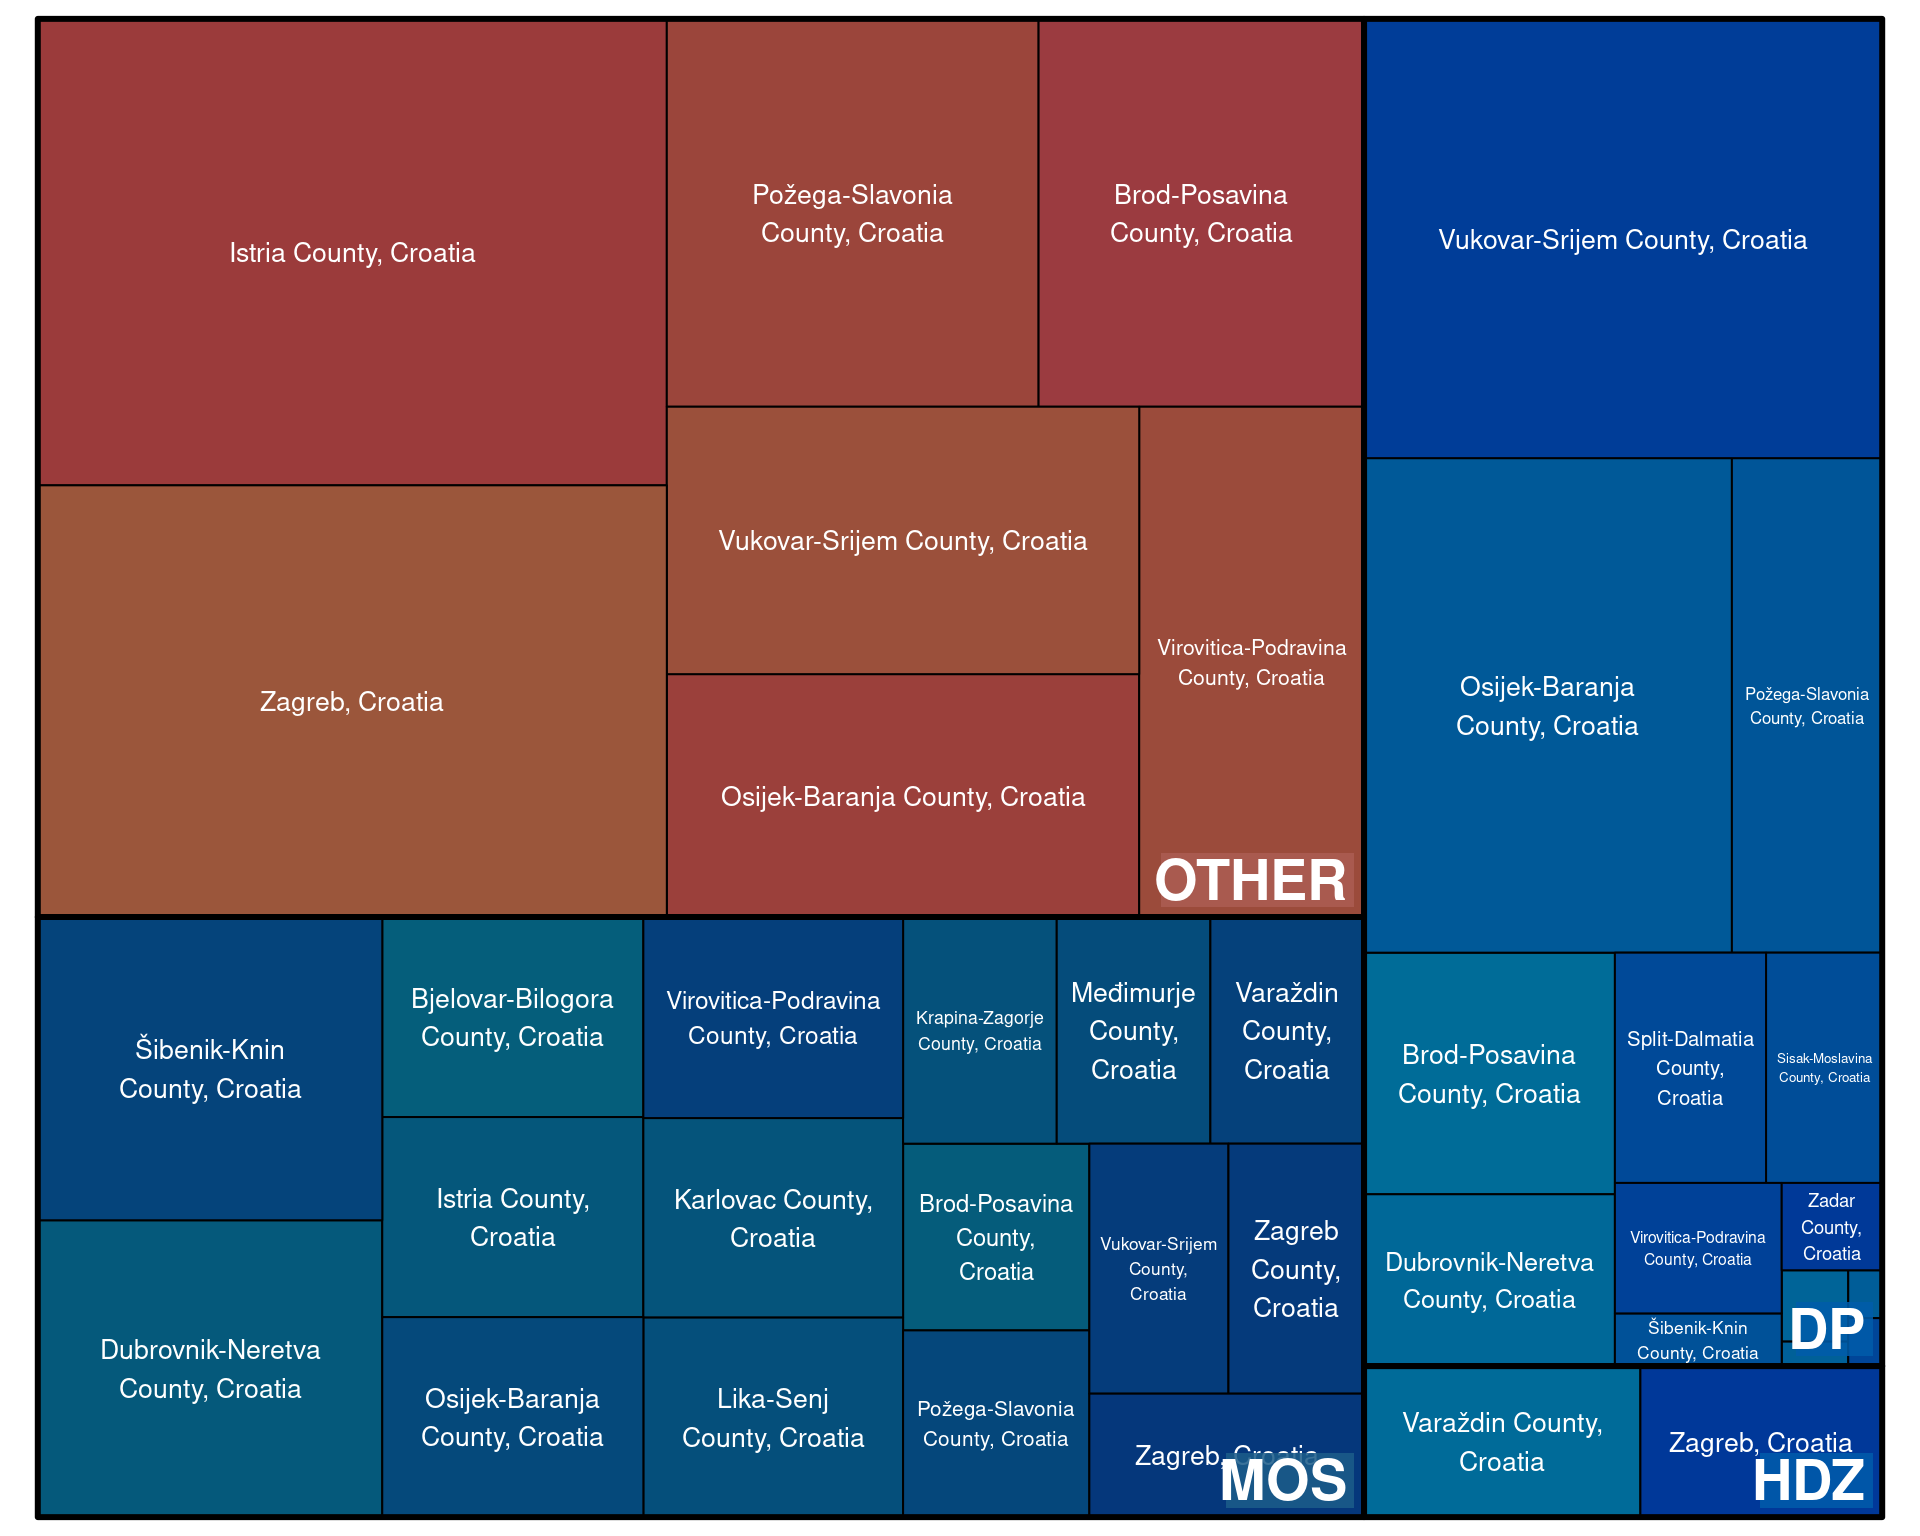 Istria County, Croatia
Požega-Slavonia
County, Croatia
Brod-Posavina
County, Croatia
Zagreb, Croatia
Vukovar-Srijem County, Croatia
Osijek-Baranja County, Croatia
Virovitica-Podravina
County, Croatia
OTHER
Vukovar-Srijem County, Croatia
Osijek-Baranja
County, Croatia
Požega-Slavonia
County, Croatia
Brod-Posavina
County, Croatia
Split-Dalmatia
County,
Croatia
Sisak-Moslavina
County, Croatia
Dubrovnik-Neretva
County, Croatia
Virovitica-Podravina
County, Croatia
Zadar
County,
Croatia
Šibenik-Knin
County, Croatia
DP
Šibenik-Knin
County, Croatia
Dubrovnik-Neretva
County, Croatia
Bjelovar-Bilogora
County, Croatia
Istria County,
Croatia
Osijek-Baranja
County, Croatia
Virovitica-Podravina
County, Croatia
Karlovac County,
Croatia
Lika-Senj
County, Croatia
Krapina-Zagorje
County, Croatia
Međimurje
County,
Croatia
Varaždin
County,
Croatia
Brod-Posavina
County,
Croatia
Požega-Slavonia
County, Croatia
Vukovar-Srijem
County,
Croatia
Zagreb
County,
Croatia
Zagreb, Croatia
MOS
Varaždin County,
Croatia
Zagreb, Croatia
HDZ